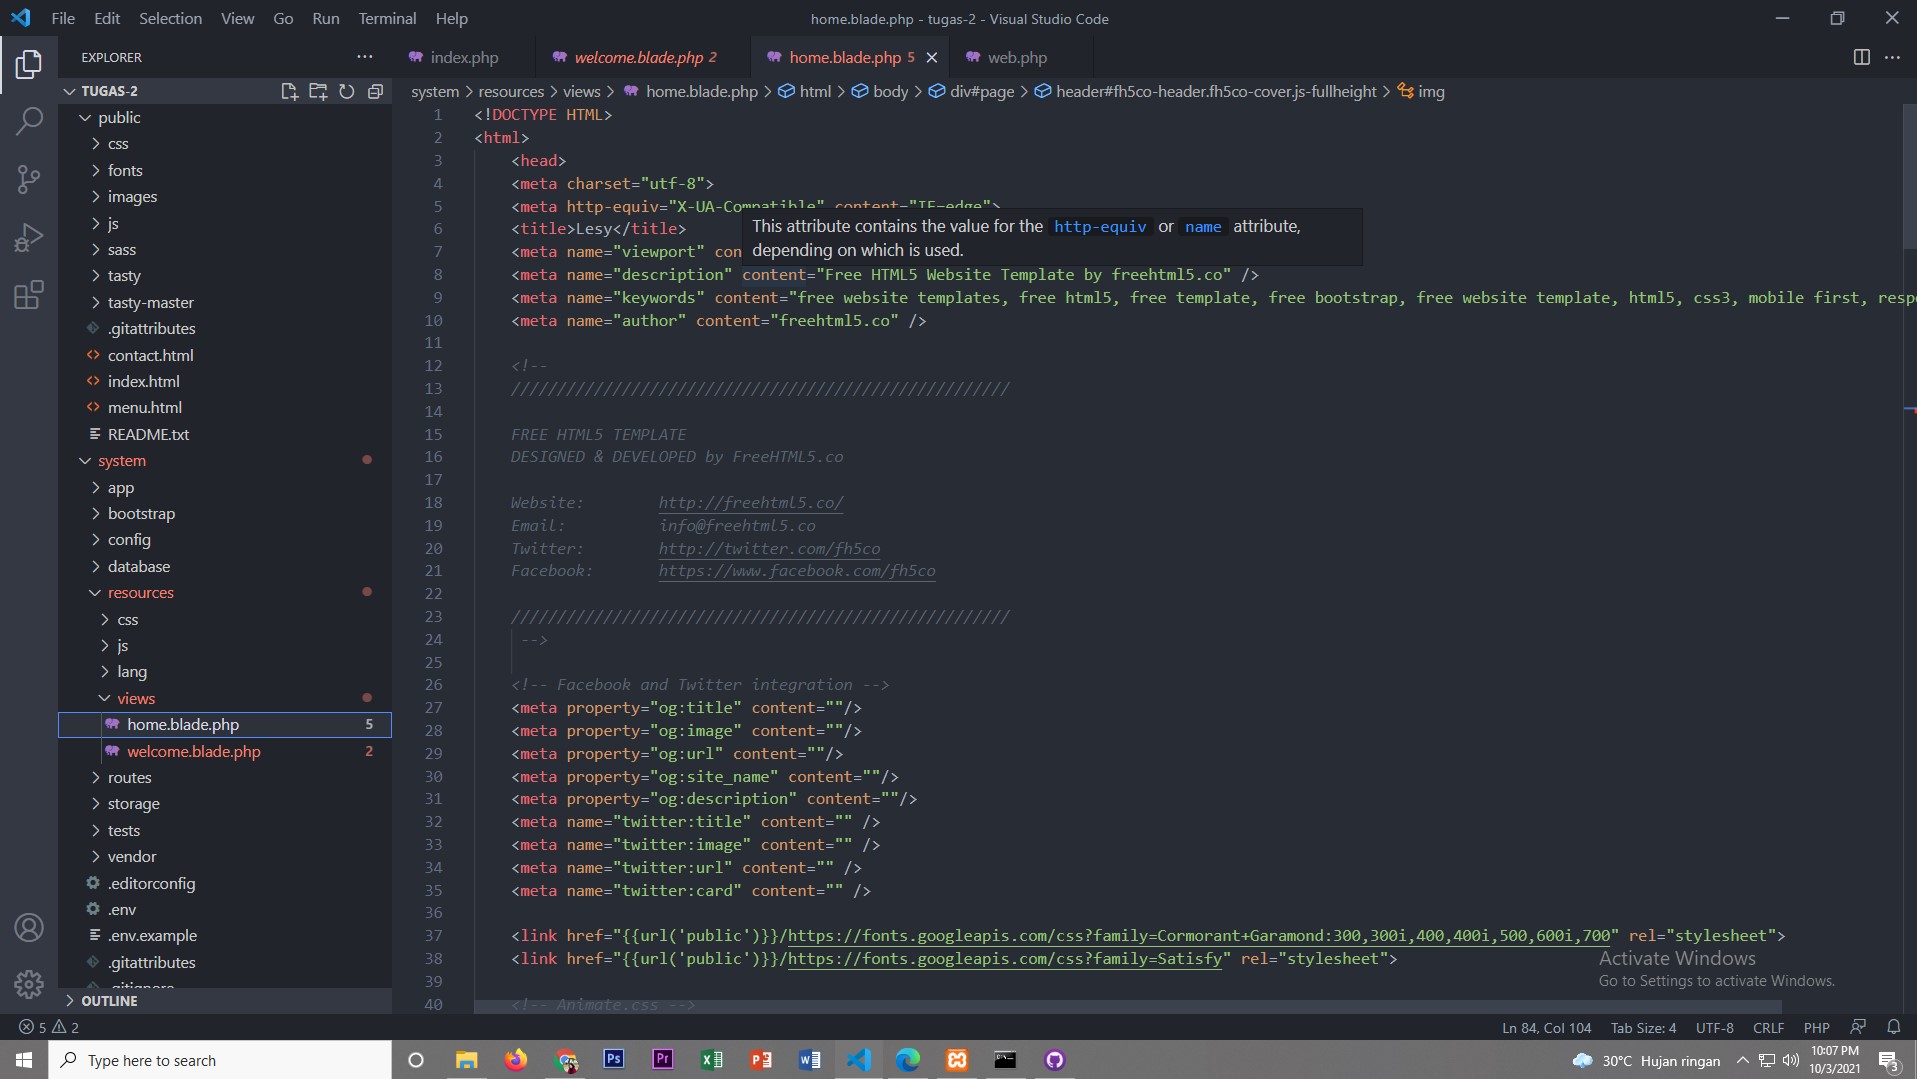 File Edit Selection View Go Run Terminal Help
home.blade.php - tugas-2 - Visual Studio Code
EXPLORER
index.php
welcome.blade.php 2
home.blade.php 5
web.php
TUGAS-2
system > resources > views > home.blade.php > html > body > div#page > header#fh5co-header.fh5co-cover.js-fullheight > img
public
css
fonts
images
js
sass
tasty
tasty-master
.gitattributes
contact.html
index.html
menu.html
README.txt
system
app
bootstrap
config
database
resources
css
js
lang
views
home.blade.php 5
welcome.blade.php 2
routes
storage
tests
vendor
.editorconfig
.env
.env.example
.gitattributes
.gitignore
OUTLINE
1 <!DOCTYPE HTML>
2 <html>
3 <head>
4 <meta charset="utf-8">
5 <meta http-equiv="X-UA-Compatible" content="IE=edge">
6 <title>Lesy</title>
7 <meta name="viewport" con
This attribute contains the value for the http-equiv or name attribute,
depending on which is used.
8 <meta name="description" content="Free HTML5 Website Template by freehtml5.co" />
9 <meta name="keywords" content="free website templates, free html5, free template, free bootstrap, free website template, html5, css3, mobile first, resp
10 <meta name="author" content="freehtml5.co" />
11
12 <!--
13 //////////////////////////////////////////////////////
14
15 FREE HTML5 TEMPLATE
16 DESIGNED & DEVELOPED by FreeHTML5.co
17
18 Website: http://freehtml5.co/
19 Email: info@freehtml5.co
20 Twitter: http://twitter.com/fh5co
21 Facebook: https://www.facebook.com/fh5co
22
23 //////////////////////////////////////////////////////
24 -->
25
26 <!-- Facebook and Twitter integration -->
27 <meta property="og:title" content=""/>
28 <meta property="og:image" content=""/>
29 <meta property="og:url" content=""/>
30 <meta property="og:site_name" content=""/>
31 <meta property="og:description" content=""/>
32 <meta name="twitter:title" content="" />
33 <meta name="twitter:image" content="" />
34 <meta name="twitter:url" content="" />
35 <meta name="twitter:card" content="" />
36
37 <link href="{{url('public')}}/https://fonts.googleapis.com/css?family=Cormorant+Garamond:300,300i,400,400i,500,600i,700" rel="stylesheet">
38 <link href="{{url('public')}}/https://fonts.googleapis.com/css?family=Satisfy" rel="stylesheet">
39
40 <!-- Animate.css -->
Activate Windows
Go to Settings to activate Windows.
5 2
Ln 84, Col 104 Tab Size: 4 UTF-8 CRLF PHP
Type here to search
Ps Pr
30°C Hujan ringan
10:07 PM
10/3/2021
3